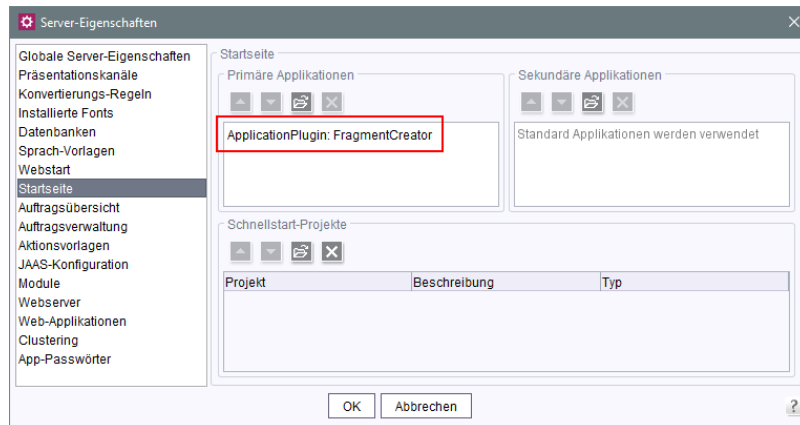 Server-Eigenschaften
Globale Server-Eigenschaften
Präsentationskanäle
Konvertierungs-Regeln
Installierte Fonts
Datenbanken
Sprach-Vorlagen
Webstart
Startseite
Auftragsübersicht
Auftragsverwaltung
Aktionsvorlagen
JAAS-Konfiguration
Module
Webserver
Web-Applikationen
Clustering
App-Passwörter
Startseite
Primäre Applikationen
ApplicationPlugin: FragmentCreator
Sekundäre Applikationen
Standard Applikationen werden verwendet
Schnellstart-Projekte
Projekt Beschreibung Typ
OK Abbrechen ?